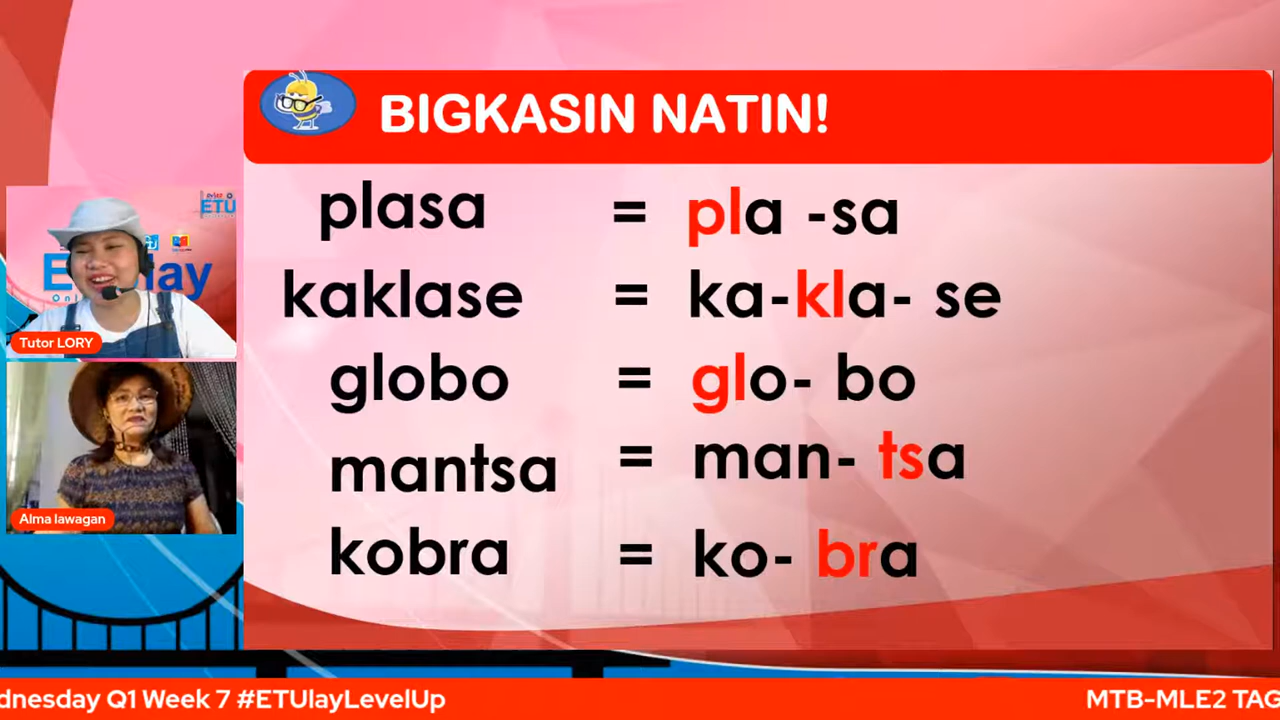 BIGKASIN NATIN!
plasa = pla -sa
kaklase = ka-kla- se
globo = glo- bo
mantsa = man- tsa
kobra = ko- bra
ETU
Tutor LORY
Alma lawagan
dnesday Q1 Week 7 #ETUlayLevelUp
MTB-MLE2 TAG